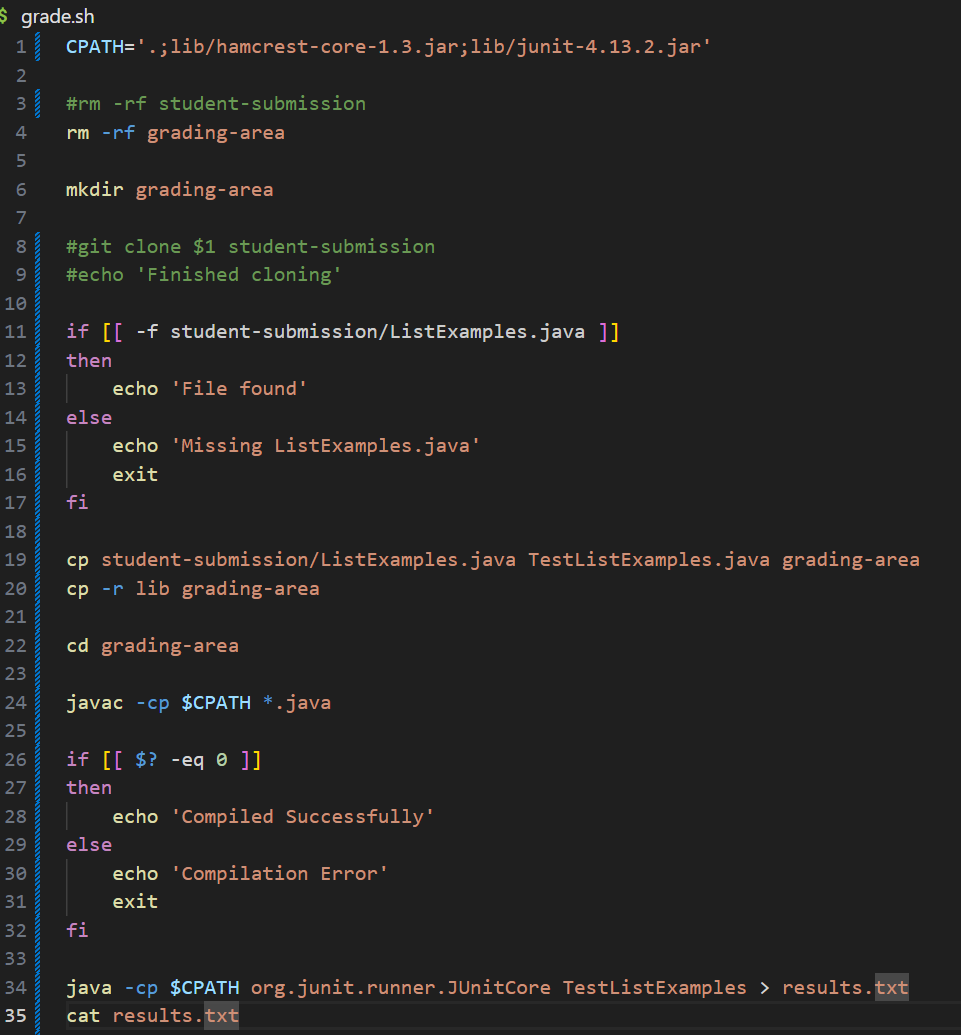 $ grade.sh
1 CPATH='.;lib/hamcrest-core-1.3.jar;lib/junit-4.13.2.jar'
2
3 #rm -rf student-submission
4 rm -rf grading-area
5
6 mkdir grading-area
7
8 #git clone $1 student-submission
9 #echo 'Finished cloning'
10
11 if [[ -f student-submission/ListExamples.java ]]
12 then
13     echo 'File found'
14 else
15     echo 'Missing ListExamples.java'
16     exit
17 fi
18
19 cp student-submission/ListExamples.java TestListExamples.java grading-area
20 cp -r lib grading-area
21
22 cd grading-area
23
24 javac -cp $CPATH *.java
25
26 if [[ $? -eq 0 ]]
27 then
28     echo 'Compiled Successfully'
29 else
30     echo 'Compilation Error'
31     exit
32 fi
33
34 java -cp $CPATH org.junit.runner.JUnitCore TestListExamples > results.txt
35 cat results.txt